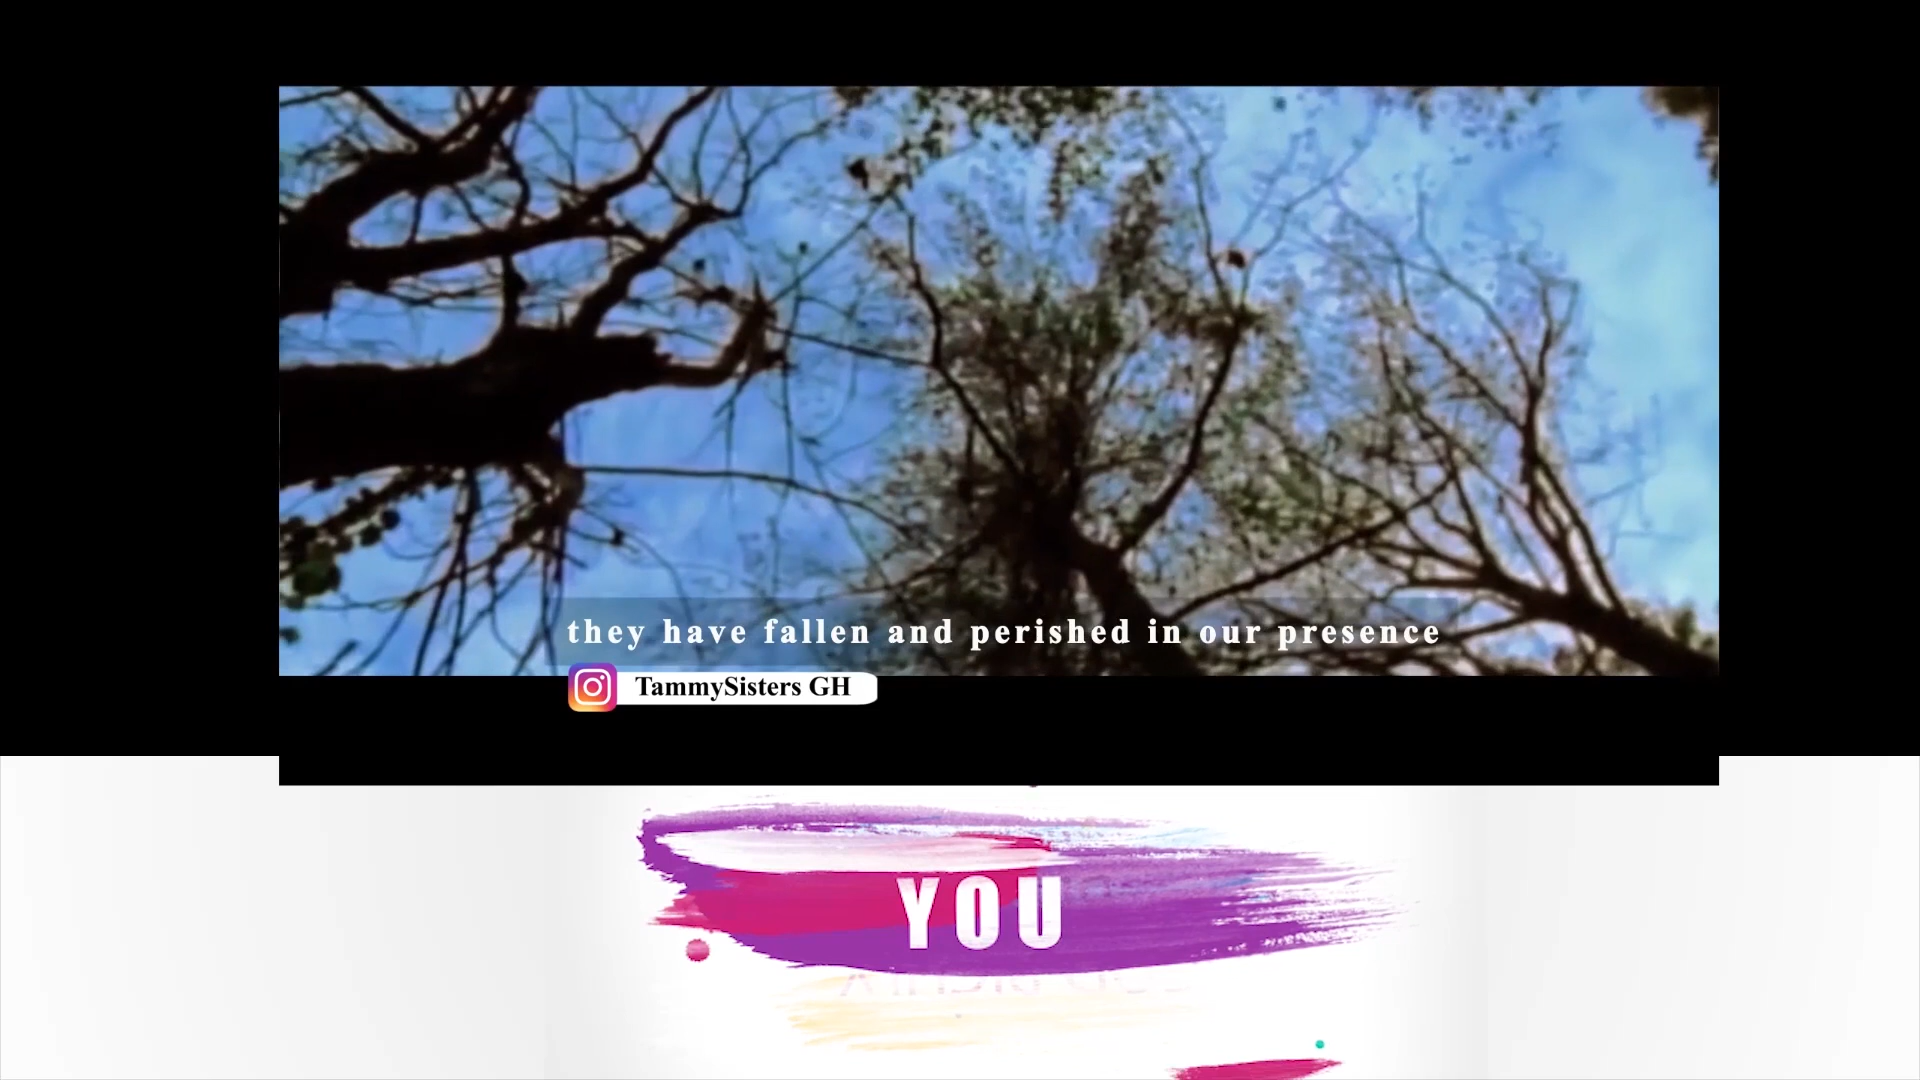 they have fallen and perished in our presence
TammySisters GH
YOU